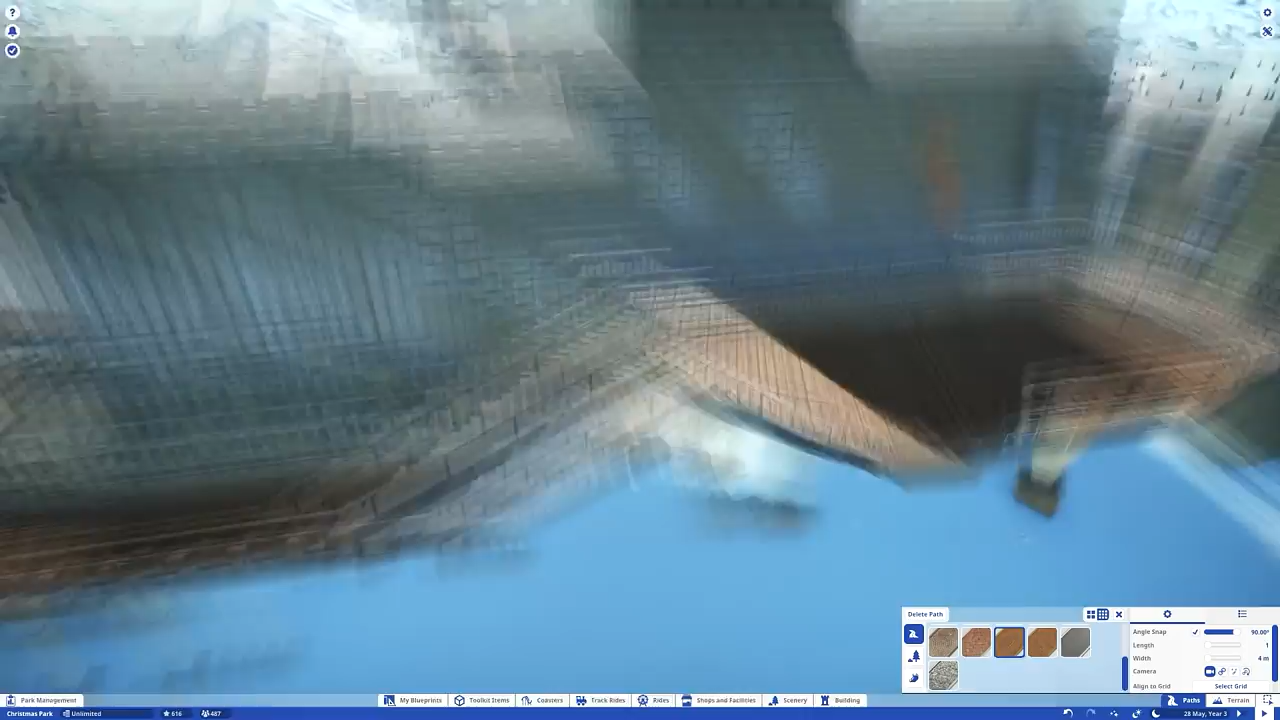 ?
Delete Path
Angle Snap 90.00°
Length 1
Width 4 m
Camera
Align to Grid Select Grid
Park Management
My Blueprints
Toolkit Items
Coasters
Track Rides
Rides
Shops and Facilities
Scenery
Building
Paths
Terrain
Christmas Park
Unlimited
616
487
28 May, Year 3